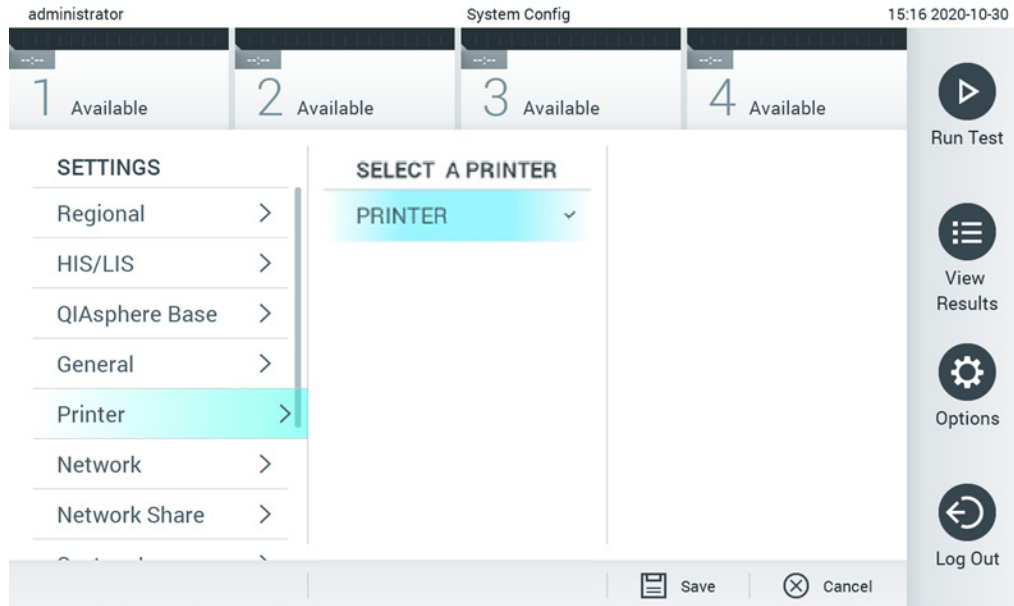 administrator
System Config
15:16 2020-10-30
--:--
--:--
--:--
--:--
1 Available
2 Available
3 Available
4 Available
Run Test
View
Results
Options
Log Out
SETTINGS
Regional
HIS/LIS
QIAsphere Base
General
Printer
Network
Network Share
SELECT A PRINTER
PRINTER
Save
Cancel